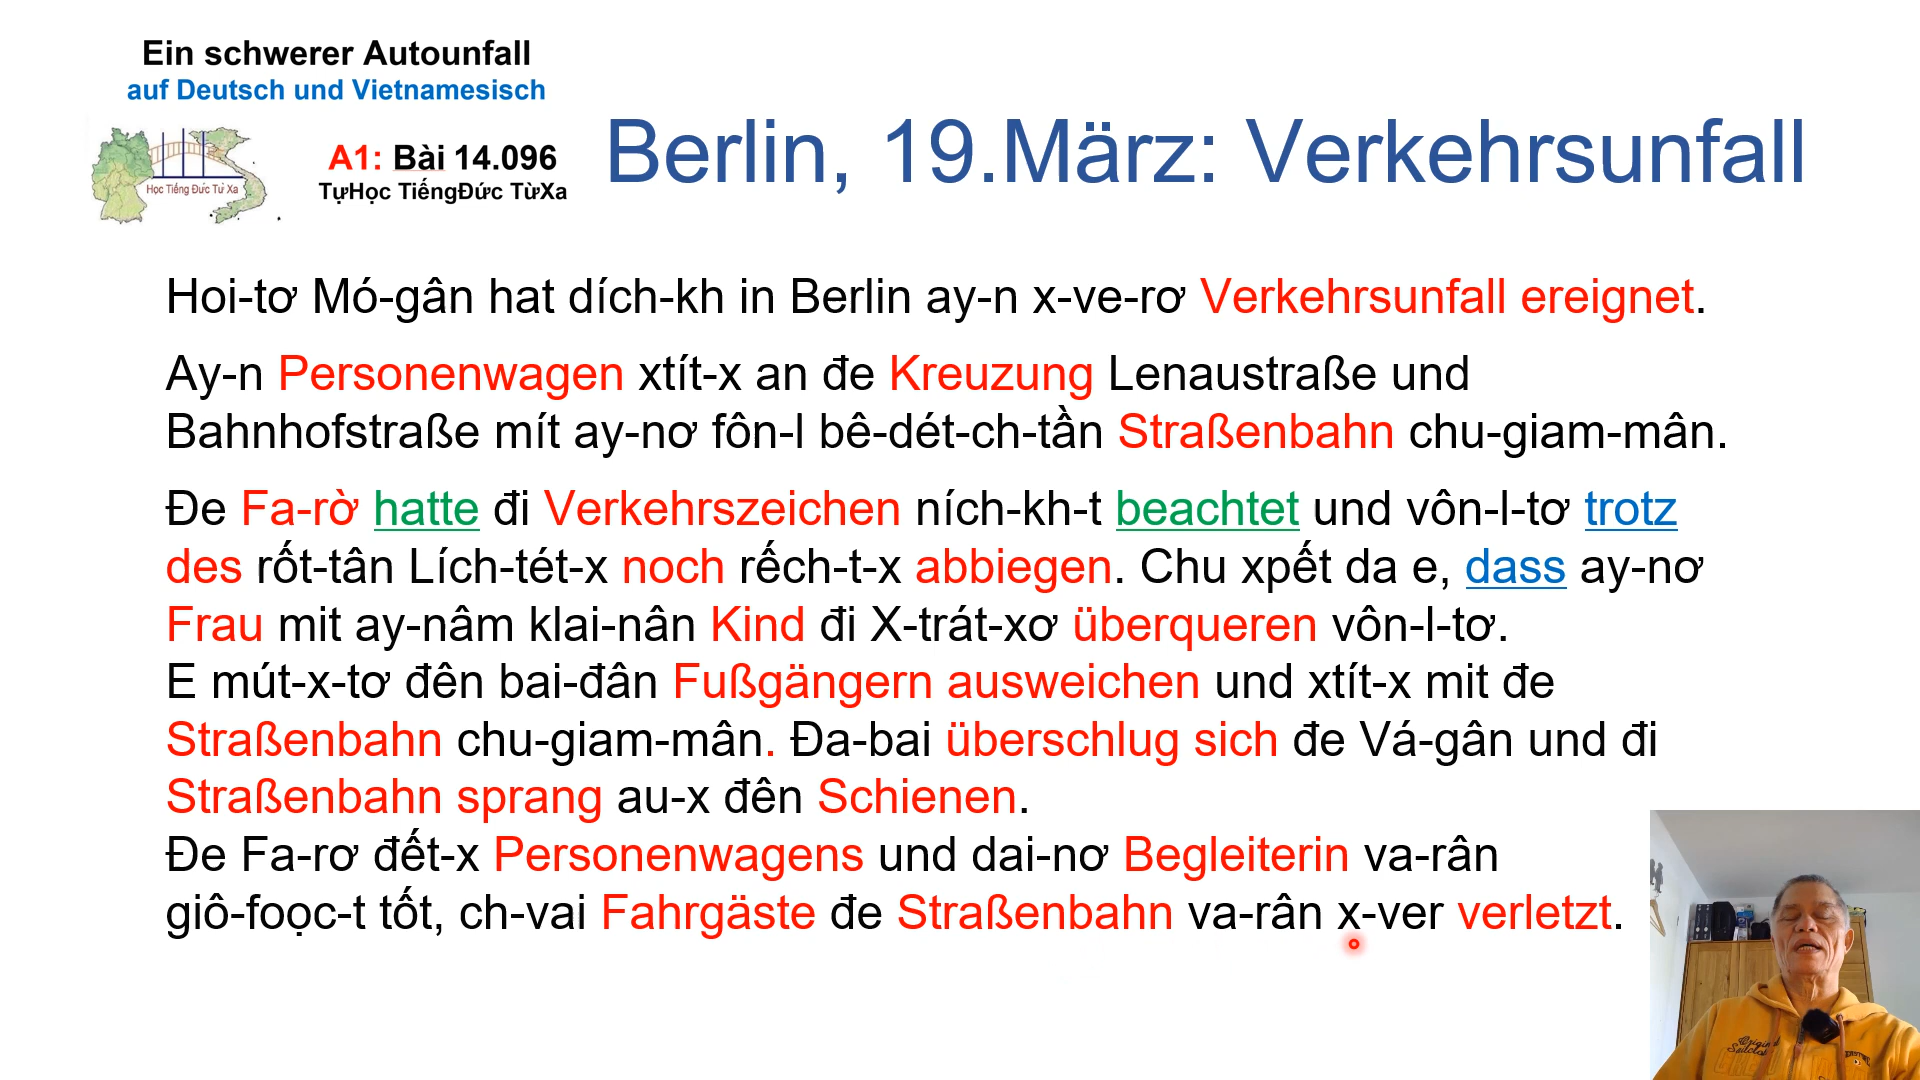 Ein schwerer Autounfall
auf Deutsch und Vietnamesisch
Học Tiếng Đức Từ Xa
A1: Bài 14.096
TựHọc TiếngĐức TừXa
Berlin, 19.März: Verkehrsunfall
Hoi-tơ Mó-gân hat dích-kh in Berlin ay-n x-ve-rơ Verkehrsunfall ereignet.
Ay-n Personenwagen xtít-x an đe Kreuzung Lenaustraße und
Bahnhofstraße mít ay-nơ fôn-l bê-dét-ch-tần Straßenbahn chu-giam-mân.
Đe Fa-rờ hatte đi Verkehrszeichen ních-kh-t beachtet und vôn-l-tơ trotz
des rốt-tân Lích-tét-x noch rếch-t-x abbiegen. Chu xpết da e, dass ay-nơ
Frau mit ay-nâm klai-nân Kind đi X-trát-xơ überqueren vôn-l-tơ.
E mút-x-tơ đên bai-đân Fußgängern ausweichen und xtít-x mit đe
Straßenbahn chu-giam-mân. Đa-bai überschlug sich đe Vá-gân und đi
Straßenbahn sprang au-x đên Schienen.
Đe Fa-rơ đết-x Personenwagens und dai-nơ Begleiterin va-rân
giô-foọc-t tốt, ch-vai Fahrgäste đe Straßenbahn va-rân x-ver verletzt.